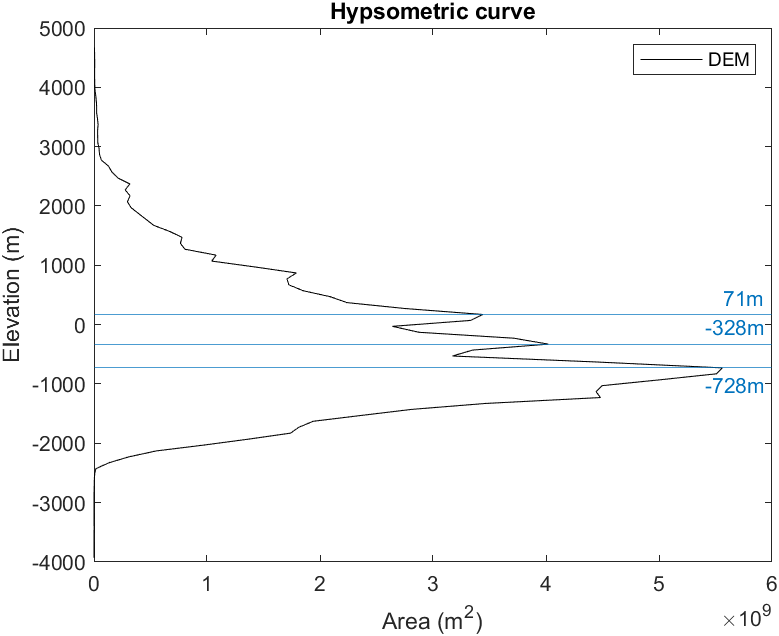 Hypsometric curve
5000
DEM
4000
3000
2000
1000
71m
0
-328m
-1000
-728m
-2000
-3000
-4000
0 1 2 3 4 5 6
Elevation (m)
Area (m²)
×10⁹